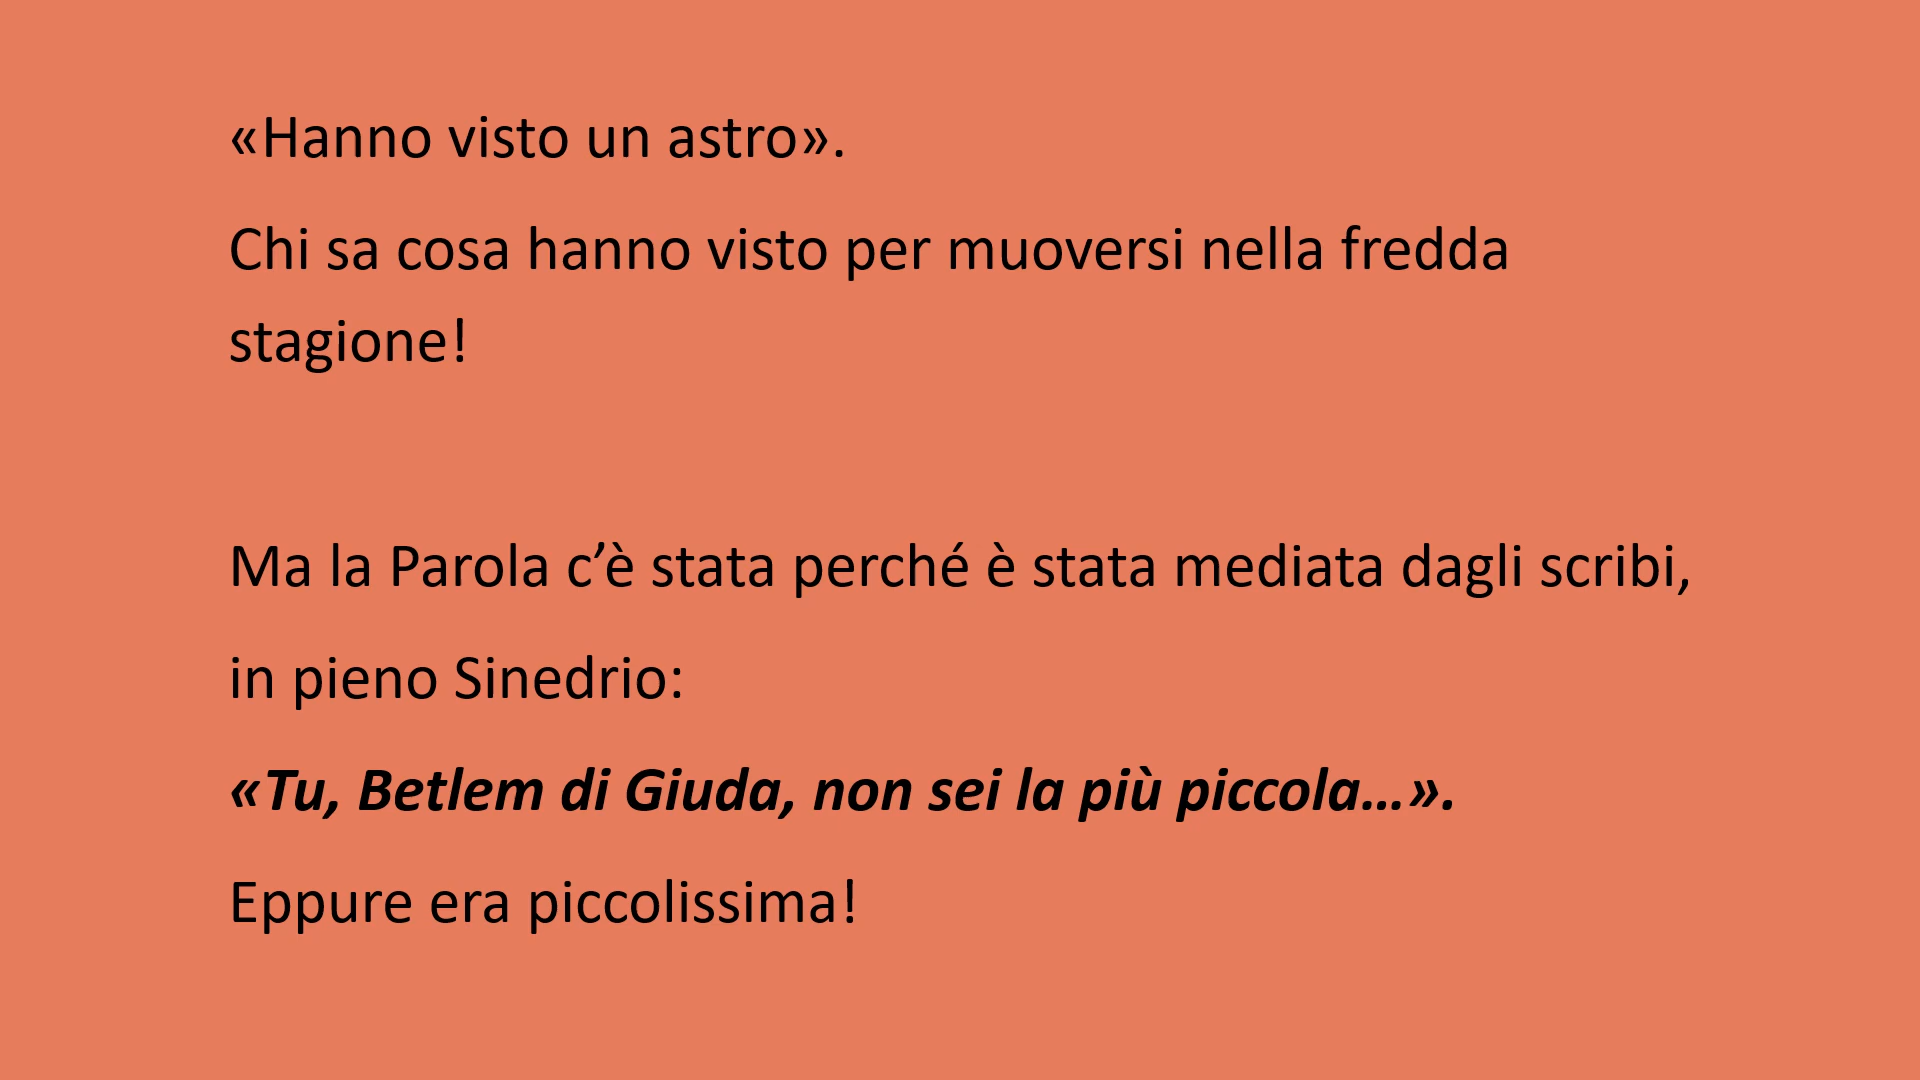 «Hanno visto un astro».
Chi sa cosa hanno visto per muoversi nella fredda
stagione!
Ma la Parola c’è stata perché è stata mediata dagli scribi,
in pieno Sinedrio:
«Tu, Betlem di Giuda, non sei la più piccola…».
Eppure era piccolissima!